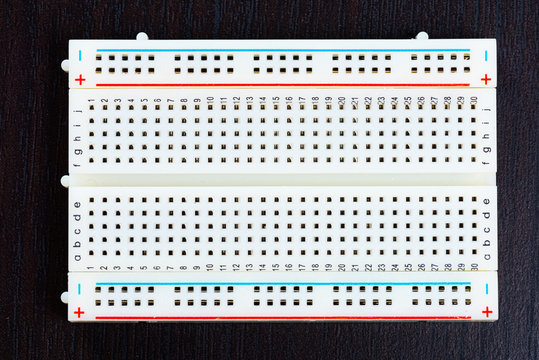 − −
+ +
1 2 3 4 5 6 7 8 9 10 11 12 13 14 15 16 17 18 19 20 21 22 23 24 25 26 27 28 29 30
j j
i i
h h
g g
f f
e e
d d
c c
b b
a a
1 2 3 4 5 6 7 8 9 10 11 12 13 14 15 16 17 18 19 20 21 22 23 24 25 26 27 28 29 30
− −
+ +